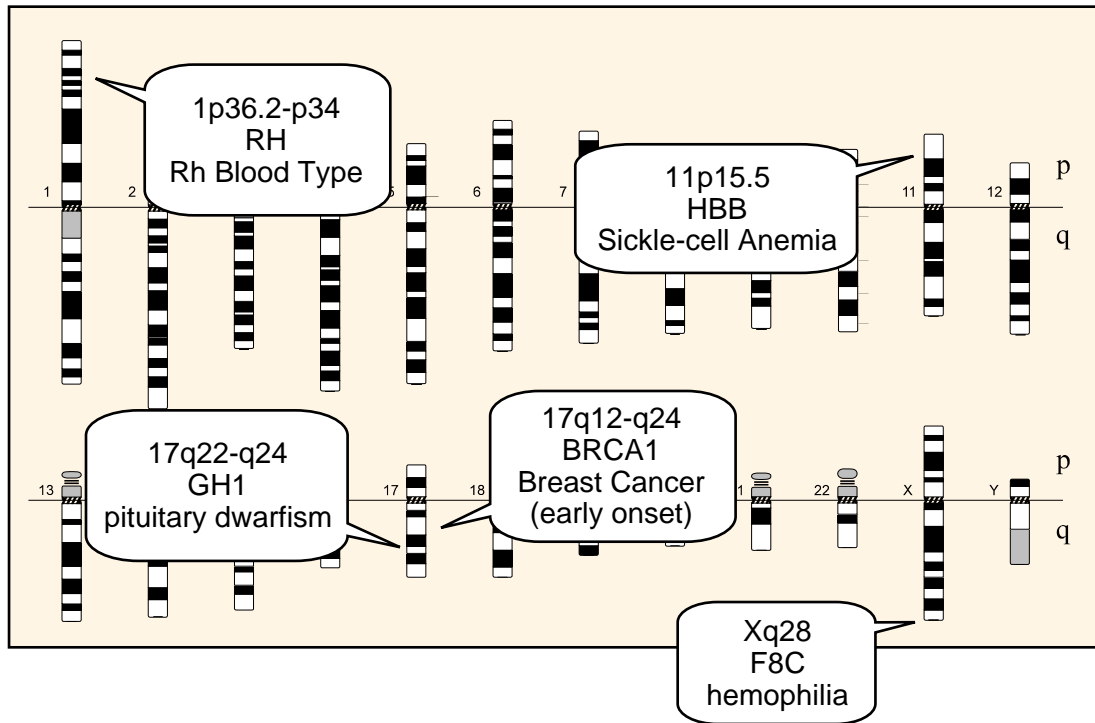 1p36.2-p34
RH
Rh Blood Type
11p15.5
HBB
Sickle-cell Anemia
1
2
5
6
7
11
12
p
q
17q22-q24
GH1
pituitary dwarfism
17q12-q24
BRCA1
Breast Cancer
(early onset)
13
17
18
1
22
X
Y
p
q
Xq28
F8C
hemophilia